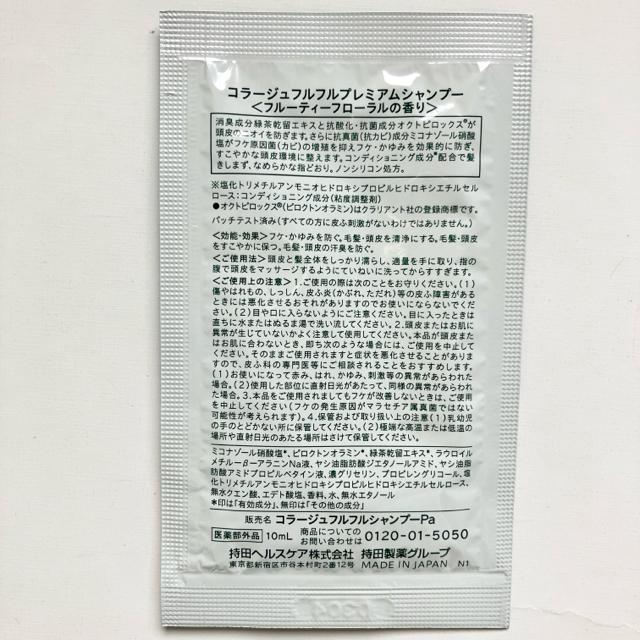 コラージュフルフルプレミアムシャンプー
＜フルーティーフローラルの香り＞
消臭成分緑茶乾留エキスと抗酸化・抗菌成分オクトピロックス®が
頭皮のニオイを防ぎます。さらに抗真菌(抗カビ)成分ミコナゾール硝酸
塩がフケ原因菌(カビ)の増殖を抑えフケ・かゆみを効果的に防ぎ、
すこやかな頭皮環境に整えます。コンディショニング成分※配合で髪
きしまず、なめらかな指どおり。ノンシリコン処方。
※塩化トリメチルアンモニオヒドロキシプロピルヒドロキシエチルセル
ロース：コンディショニング成分(粘度調整剤)
●オクトピロックス®(ピロクトンオラミン)はクラリアント社の登録商標です。
パッチテスト済み(すべての方に皮ふ刺激がないわけではありません。)
＜効能・効果＞フケ・かゆみを防ぐ。毛髪・頭皮を清浄にする。毛髪・頭皮
をすこやかに保つ。毛髪・頭皮の汗臭を防ぐ。
＜ご使用法＞頭皮と髪全体をしっかり濡らし、適量を手に取り、指の
腹で頭皮をマッサージするようにていねいに洗ってからすすぎます。
＜ご使用上の注意＞1.ご使用の際は次のことをお守りください。(1)
傷やはれもの、しっしん、皮ふ炎(かぶれ、ただれ)等の皮ふ障害がある
ときには悪化させるおそれがありますのでお使いにならないでくだ
さい。(2)目や口に入らないようにご注意ください。目に入ったときは
直ちに水またはぬるま湯で洗い流してください。2.頭皮またはお肌に
異常が生じていないかよく注意して使用してください。本品が頭皮また
はお肌に合わないとき、即ち次のような場合には、ご使用を中止して
ください。そのままご使用されますと症状を悪化させることがありま
すので、皮ふ科の専門医等にご相談されることをおすすめします。
(1)お使いになって赤み、はれ、かゆみ、刺激等の異常があらわれた
場合。(2)使用した部位に直射日光があたって、同様の異常があらわれ
た場合。3.本品をご使用されましてもフケが改善しないときは、ご使用
を中止してください(フケの発生原因がマラセチア属真菌ではない
可能性が考えられます)。4.保管および取り扱い上の注意(1)乳幼児
の手のとどかない所に保管してください。(2)極端な高温または低温の
場所や直射日光のあたる場所はさけて保管してください。
ミコナゾール硝酸塩*、ピロクトンオラミン*、緑茶乾留エキス*、ラウロイル
メチル-β-アラニンNa液、ヤシ油脂肪酸ジエタノールアミド、ヤシ油脂
肪酸アミドプロピルベタイン液、濃グリセリン、プロピレングリコール、塩
化トリメチルアンモニオヒドロキシプロピルヒドロキシエチルセルロース、
無水クエン酸、エデト酸塩、香料、水、無水エタノール
*印は「有効成分」、無印は「その他の成分」
販売名 コラージュフルフルシャンプーPa
医薬部外品 10mL 商品についての
お問い合わせは 0120-01-5050
持田ヘルスケア株式会社 持田製薬グループ
東京都新宿区市谷本村町2番12号 MADE IN JAPAN N1